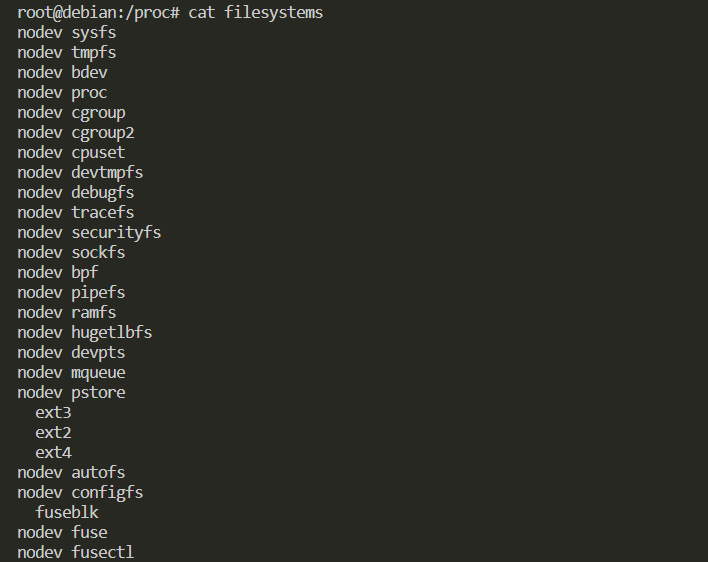 root@debian:/proc# cat filesystems
nodev sysfs
nodev tmpfs
nodev bdev
nodev proc
nodev cgroup
nodev cgroup2
nodev cpuset
nodev devtmpfs
nodev debugfs
nodev tracefs
nodev securityfs
nodev sockfs
nodev bpf
nodev pipefs
nodev ramfs
nodev hugetlbfs
nodev devpts
nodev mqueue
nodev pstore
  ext3
  ext2
  ext4
nodev autofs
nodev configfs
  fuseblk
nodev fuse
nodev fusectl